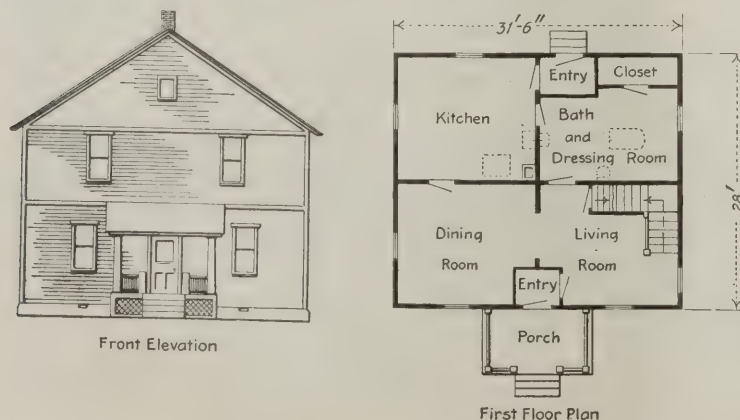 31'-6"
Entry
Closet
Kitchen
Bath
and
Dressing Room
28'
Dining
Room
Living
Room
Entry
Porch
Front Elevation
First Floor Plan